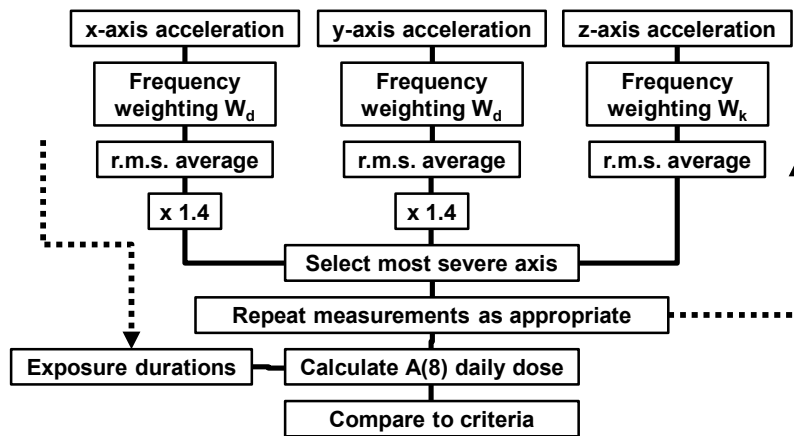 x-axis acceleration
y-axis acceleration
z-axis acceleration
Frequency
weighting Wd
Frequency
weighting Wd
Frequency
weighting Wk
r.m.s. average
r.m.s. average
r.m.s. average
x 1.4
x 1.4
Select most severe axis
Repeat measurements as appropriate
Exposure durations
Calculate A(8) daily dose
Compare to criteria